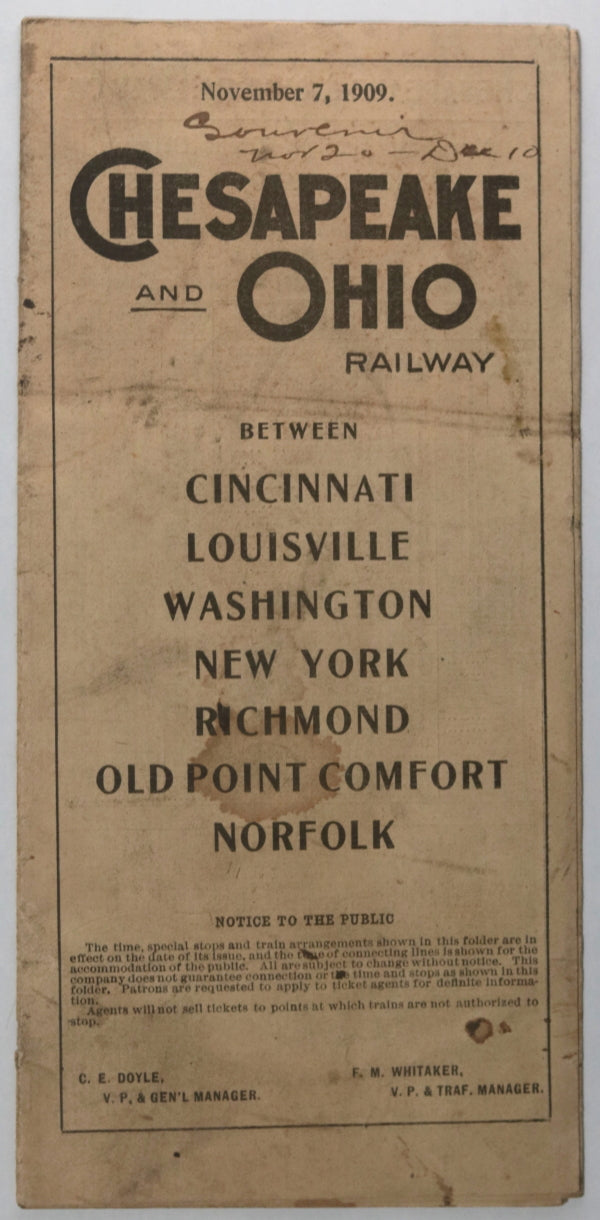 November 7, 1909.
Souvenir
Nov 20 - Dec 10
CHESAPEAKE
AND OHIO
RAILWAY
BETWEEN
CINCINNATI
LOUISVILLE
WASHINGTON
NEW YORK
RICHMOND
OLD POINT COMFORT
NORFOLK
NOTICE TO THE PUBLIC
The time, special stops and train arrangements shown in this folder are in
effect on the date of its issue, and the time of connecting lines is shown for the
accommodation of the public. All are subject to change without notice. This
company does not guarantee connection or the time and stops as shown in this
folder. Patrons are requested to apply to ticket agents for definite informa-
tion.
Agents will not sell tickets to points at which trains are not authorized to
stop.
C. E. DOYLE,
V. P. & GEN'L MANAGER.
F. M. WHITAKER,
V. P. & TRAF. MANAGER.